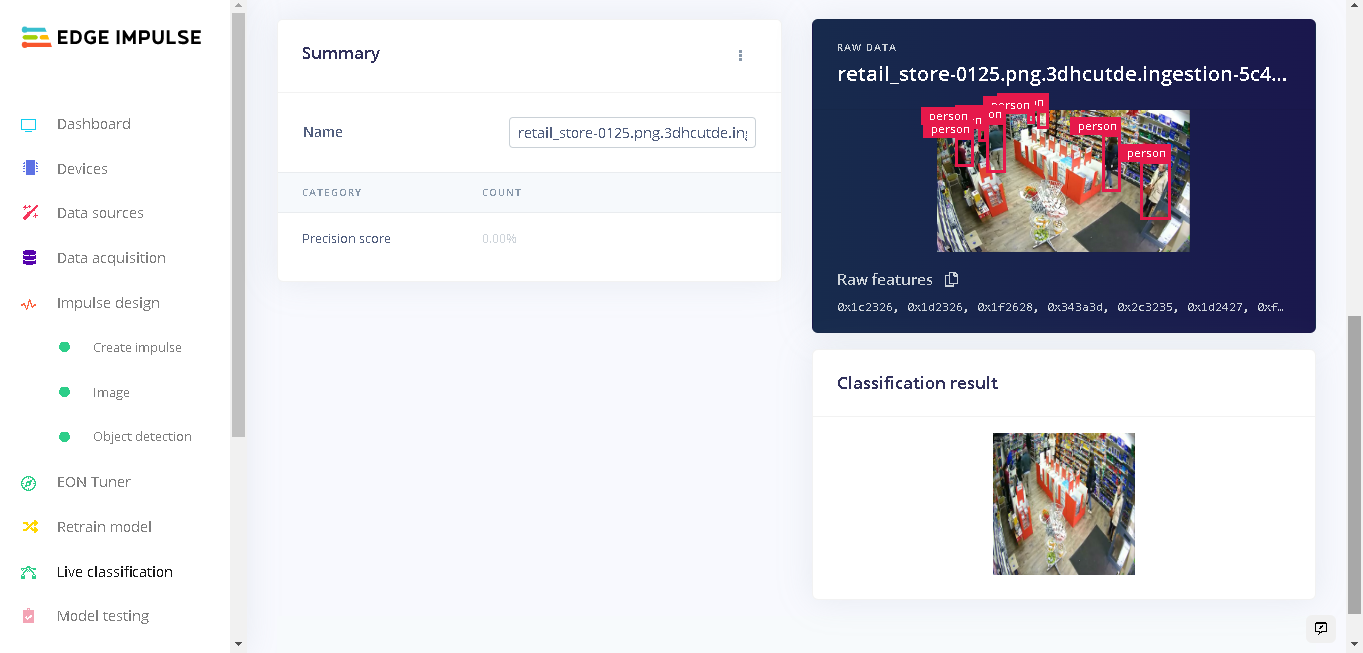 EDGE IMPULSE
Dashboard
Devices
Data sources
Data acquisition
Impulse design
Create impulse
Image
Object detection
EON Tuner
Retrain model
Live classification
Model testing
Summary
Name
retail_store-0125.png.3dhcutde.in
CATEGORY COUNT
Precision score 0.00%
RAW DATA
retail_store-0125.png.3dhcutde.ingestion-5c4...
person
person
person
on
person
person
Raw features
0x1c2326, 0x1d2326, 0x1f2628, 0x343a3d, 0x2c3235, 0x1d2427, 0xf…
Classification result